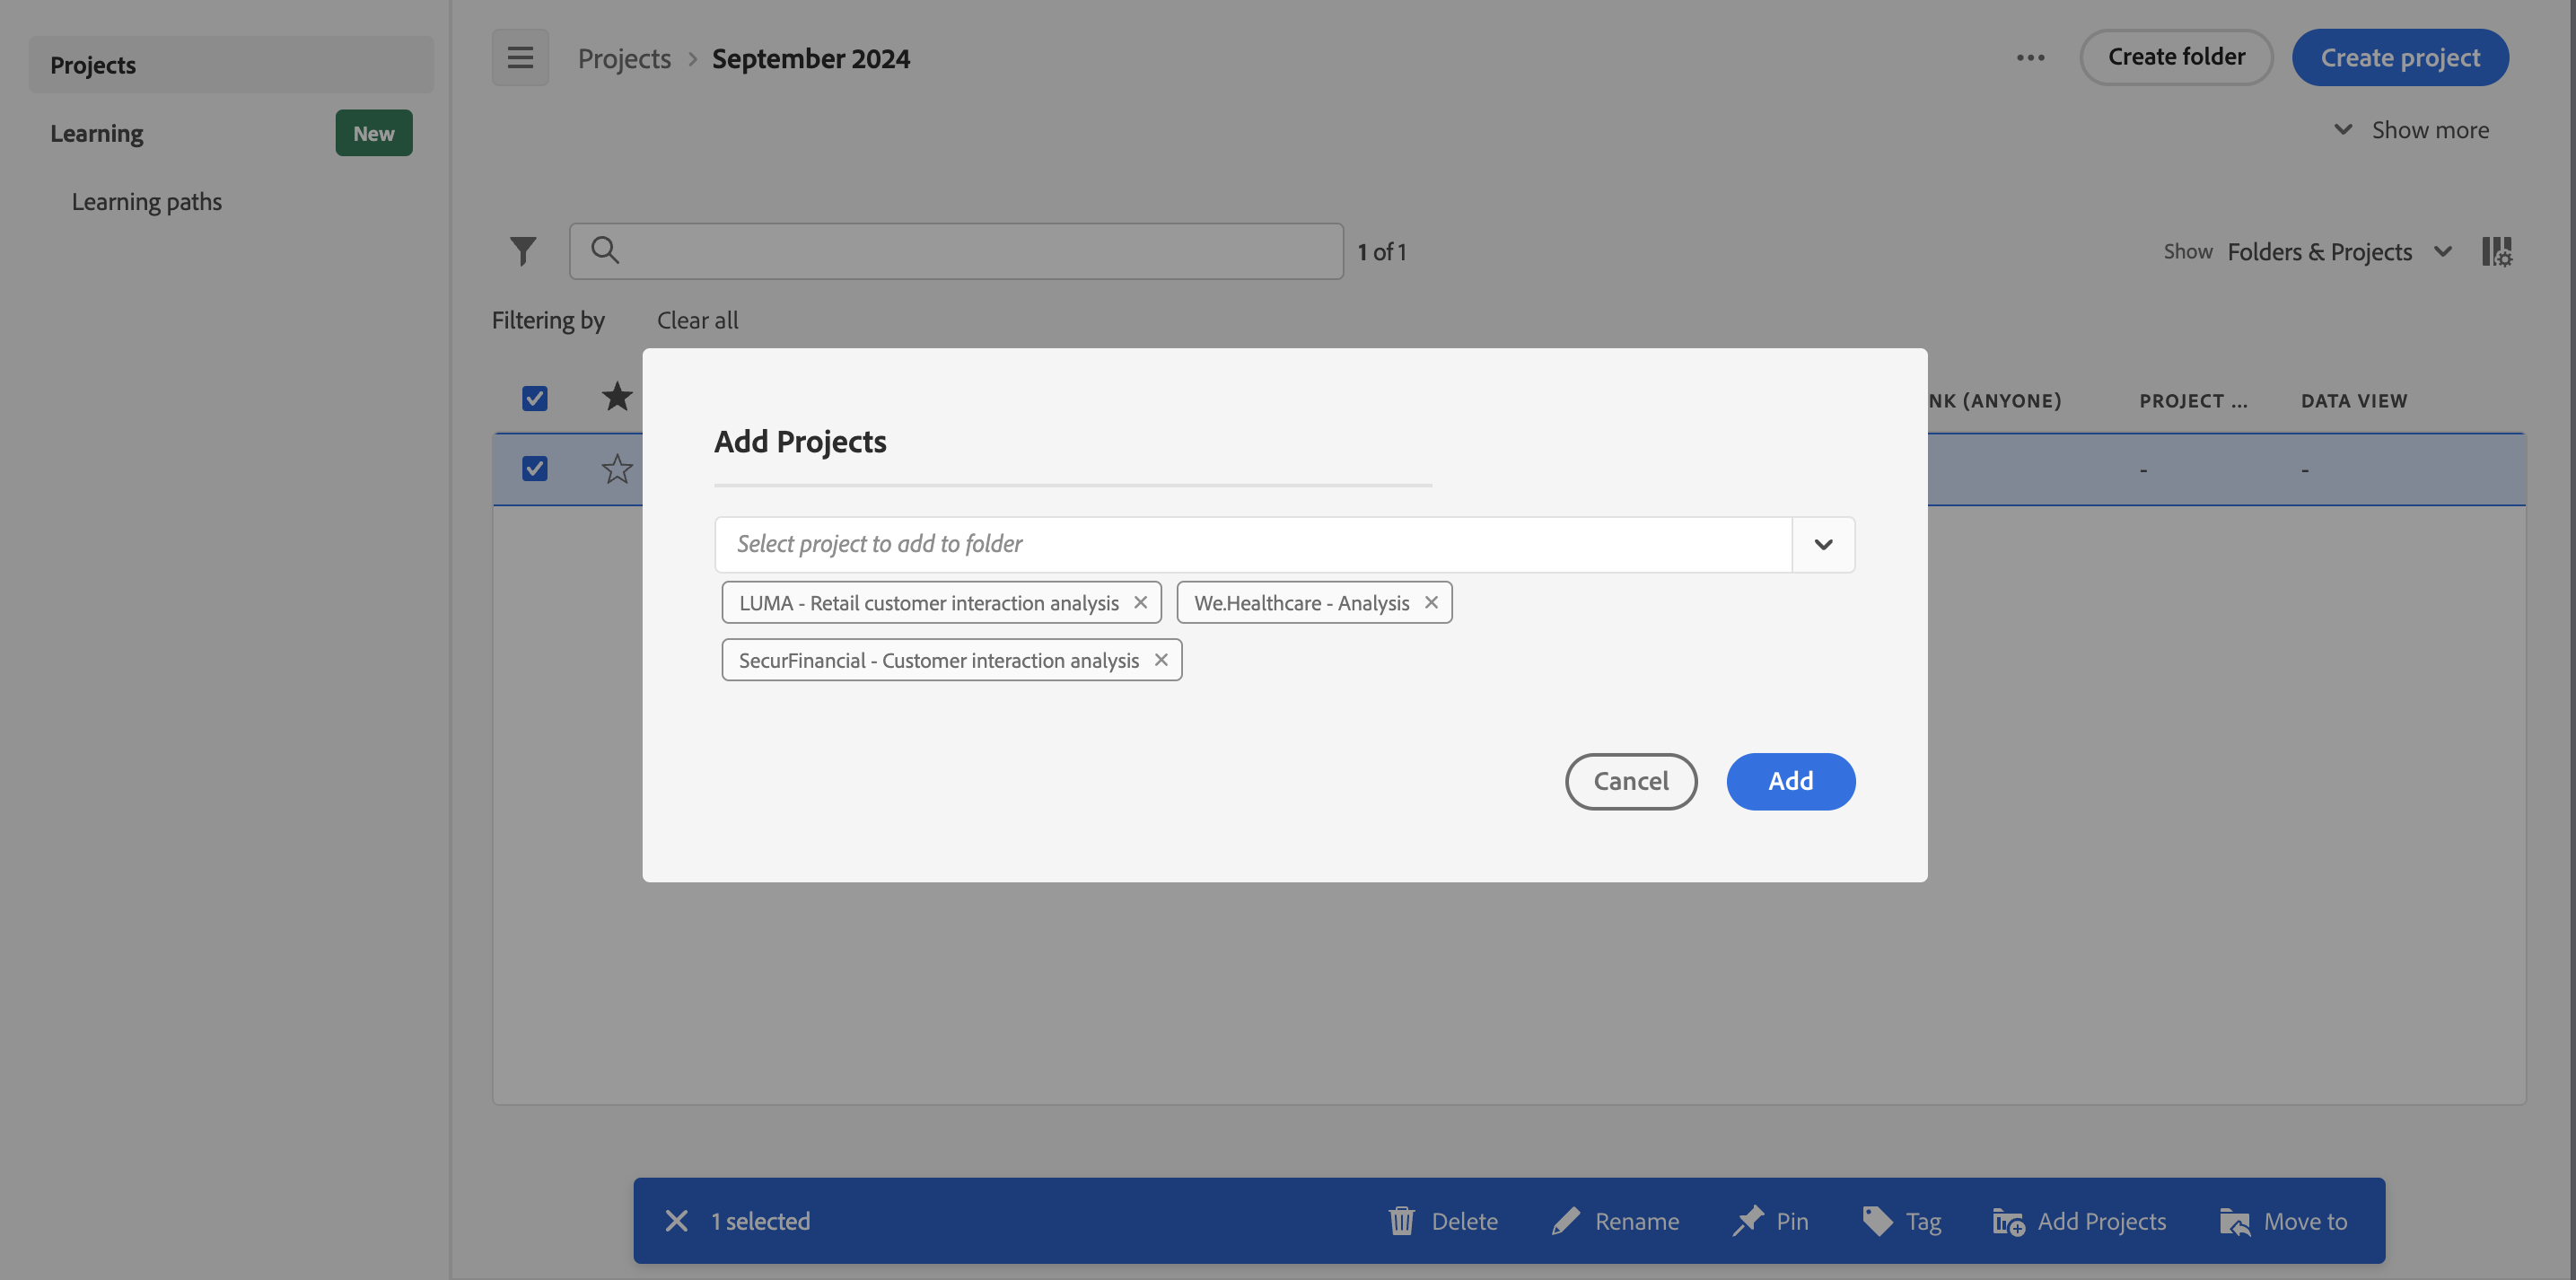 Projects
Learning
New
Learning paths
Projects > September 2024
Create folder
Create project
Show more
1 of 1
Show Folders & Projects
Filtering by
Clear all
NK (ANYONE)
PROJECT ...
DATA VIEW
-
-
Add Projects
Select project to add to folder
LUMA - Retail customer interaction analysis
We.Healthcare - Analysis
SecurFinancial - Customer interaction analysis
Cancel
Add
1 selected
Delete
Rename
Pin
Tag
Add Projects
Move to